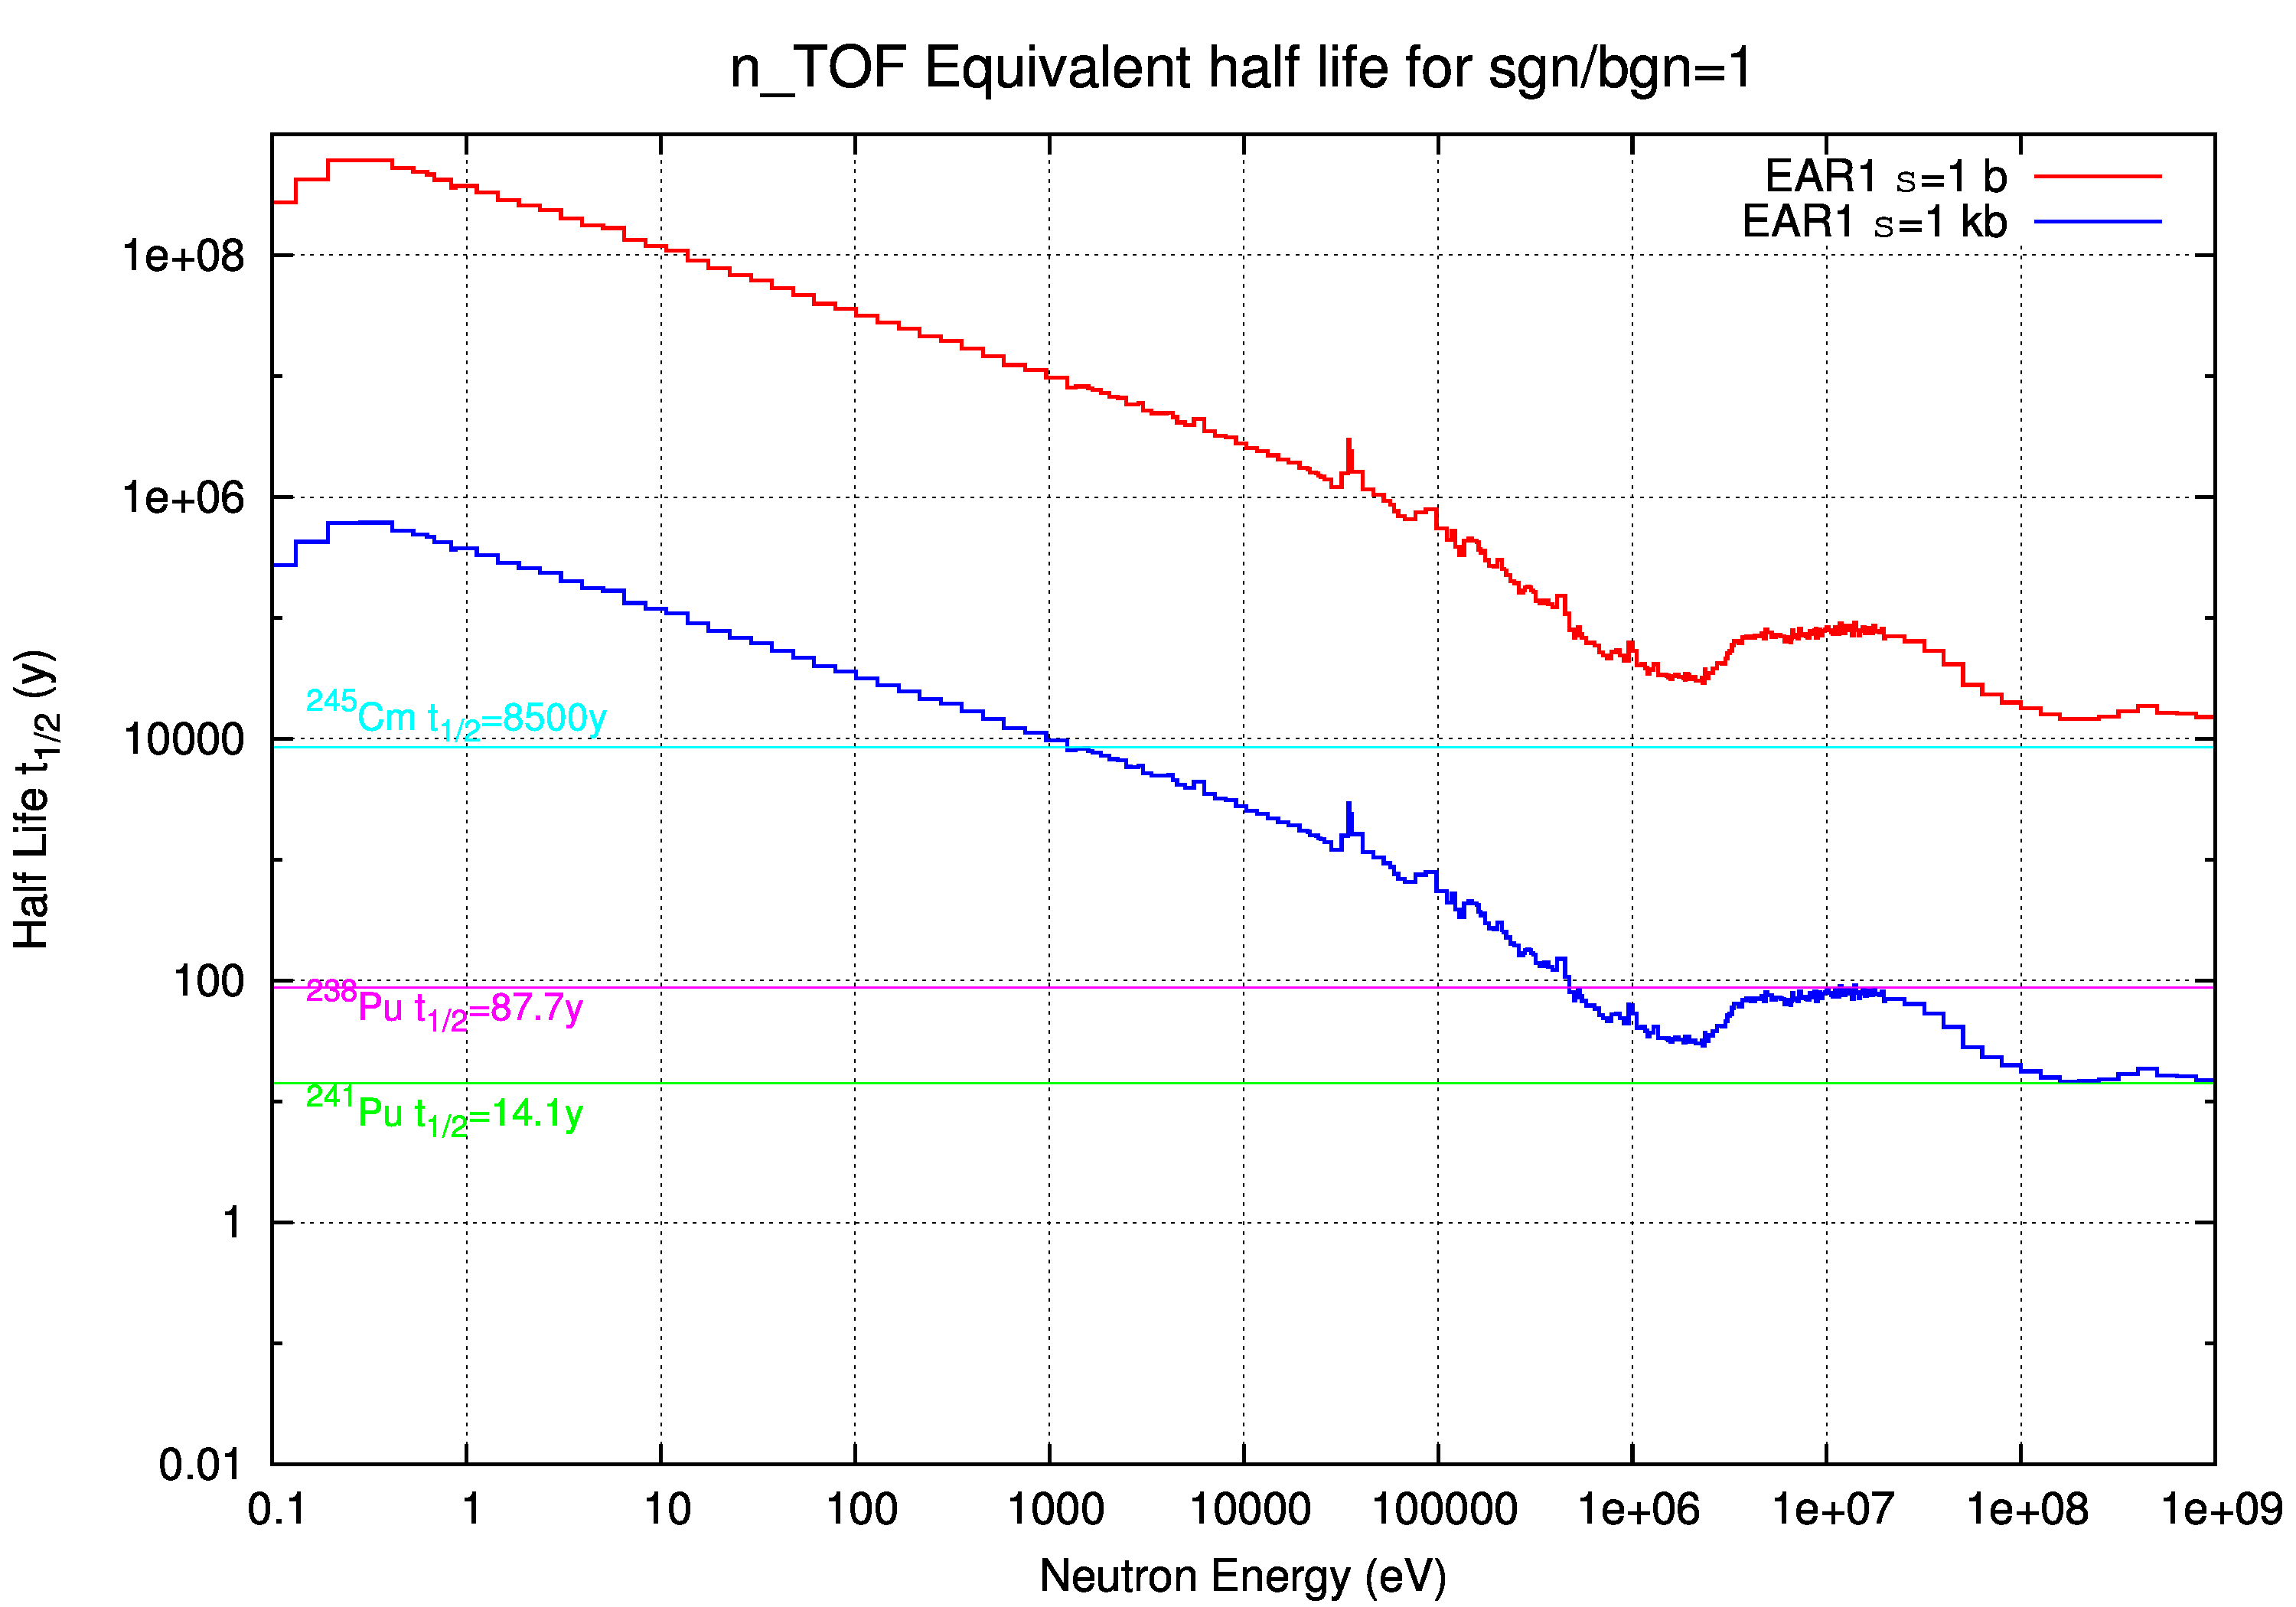 n_TOF Equivalent half life for sgn/bgn=1
EAR1 s=1 b
EAR1 s=1 kb
Half Life t1/2 (y)
1e+08
1e+06
10000
100
1
0.01
245Cm t1/2=8500y
238Pu t1/2=87.7y
241Pu t1/2=14.1y
0.1 1 10 100 1000 10000 100000 1e+06 1e+07 1e+08 1e+09
Neutron Energy (eV)